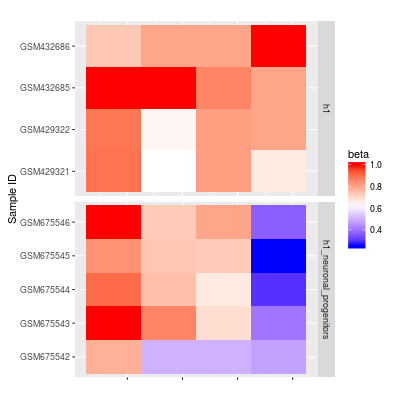 GSM432686
GSM432685
GSM429322
GSM429321
h1
GSM675546
GSM675545
GSM675544
GSM675543
GSM675542
h1_neuronal_progenitors
Sample ID
beta
1.0
0.8
0.6
0.4